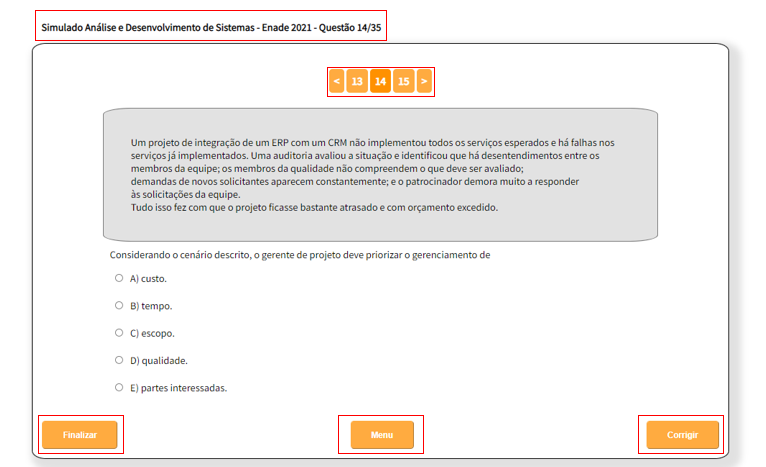 Simulado Análise e Desenvolvimento de Sistemas - Enade 2021 - Questão 14/35
< 13 14 15 >
Um projeto de integração de um ERP com um CRM não implementou todos os serviços esperados e há falhas nos
serviços já implementados. Uma auditoria avaliou a situação e identificou que há desentendimentos entre os
membros da equipe; os membros da qualidade não compreendem o que deve ser avaliado;
demandas de novos solicitantes aparecem constantemente; e o patrocinador demora muito a responder
às solicitações da equipe.
Tudo isso fez com que o projeto ficasse bastante atrasado e com orçamento excedido.
Considerando o cenário descrito, o gerente de projeto deve priorizar o gerenciamento de
A) custo.
B) tempo.
C) escopo.
D) qualidade.
E) partes interessadas.
Finalizar Menu Corrigir